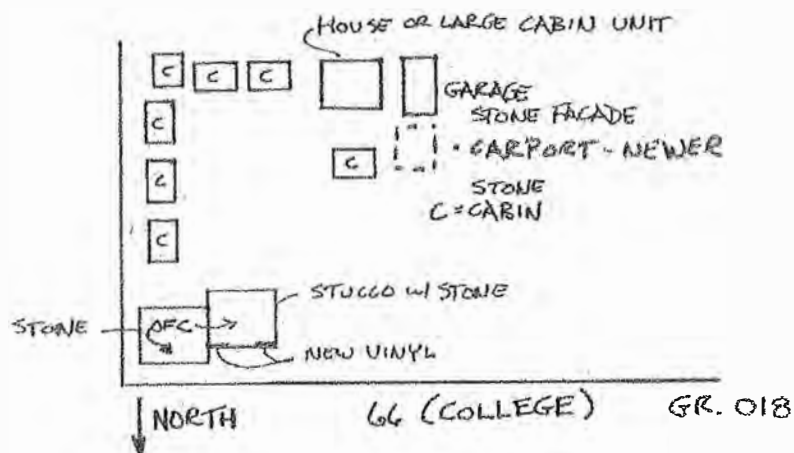 HOUSE OR LARGE CABIN UNIT
C C C
GARAGE
STONE FACADE
C
CARPORT - NEWER
C
STONE
C C = CABIN
C
STUCCO W/ STONE
STONE OFC
NEW VINYL
NORTH 66 (COLLEGE) GR. 018